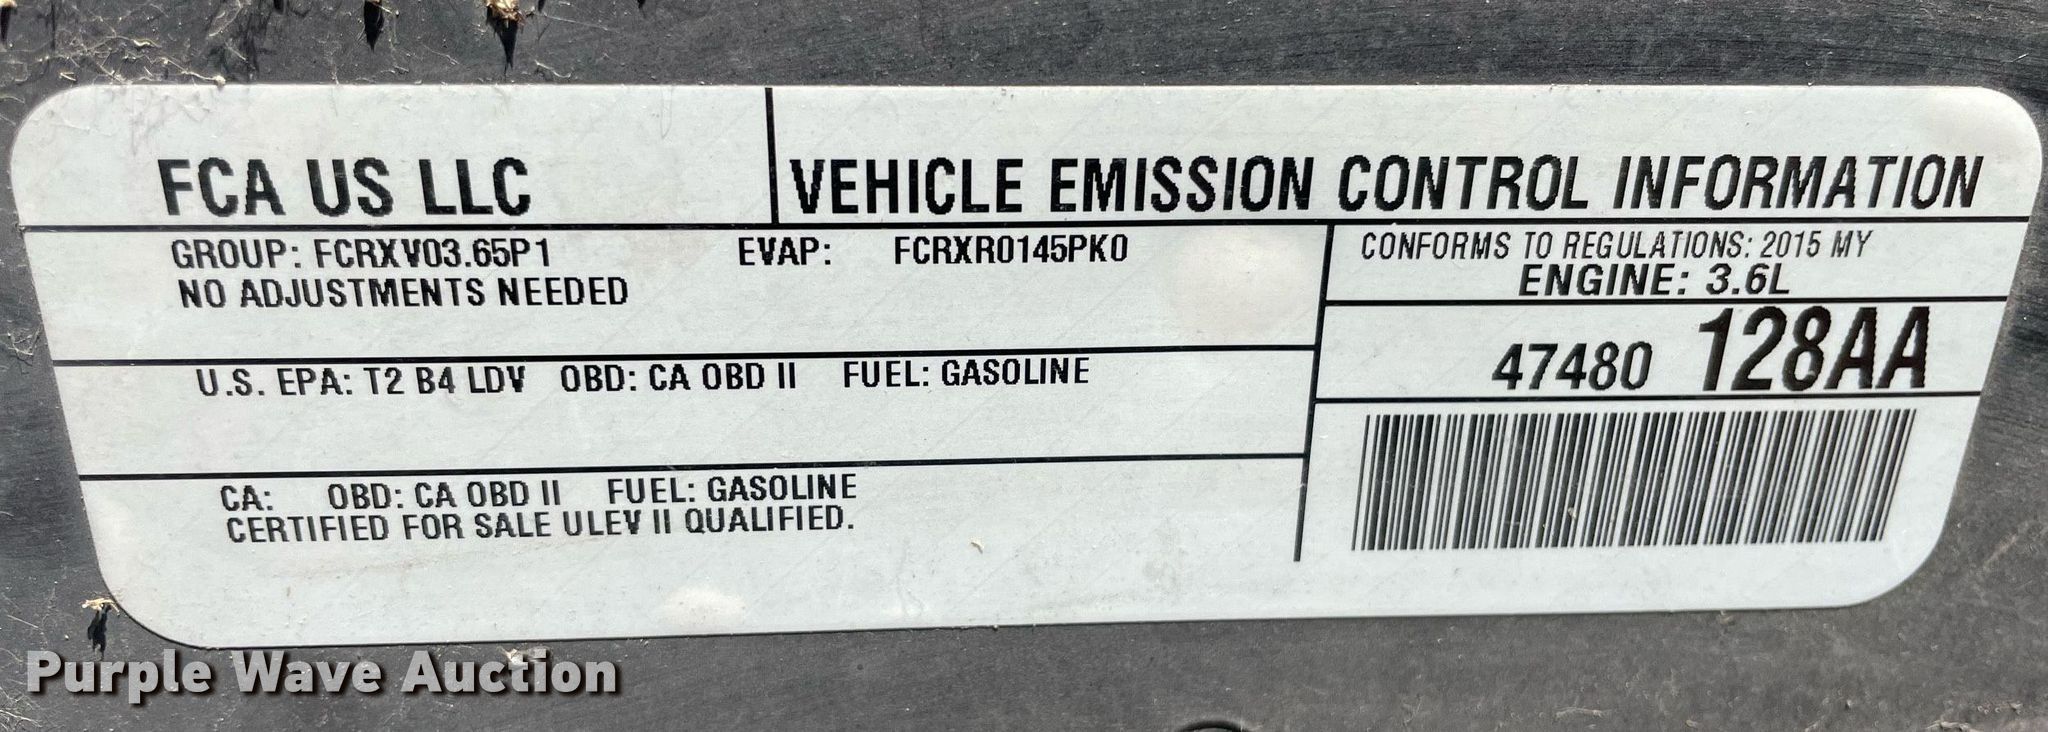 FCA US LLC
VEHICLE EMISSION CONTROL INFORMATION
GROUP: FCRXV03.65P1 EVAP: FCRXR0145PK0
NO ADJUSTMENTS NEEDED
CONFORMS TO REGULATIONS: 2015 MY
ENGINE: 3.6L
47480 128AA
U.S. EPA: T2 B4 LDV OBD: CA OBD II FUEL: GASOLINE
CA: OBD: CA OBD II FUEL: GASOLINE
CERTIFIED FOR SALE ULEV II QUALIFIED.
Purple Wave Auction